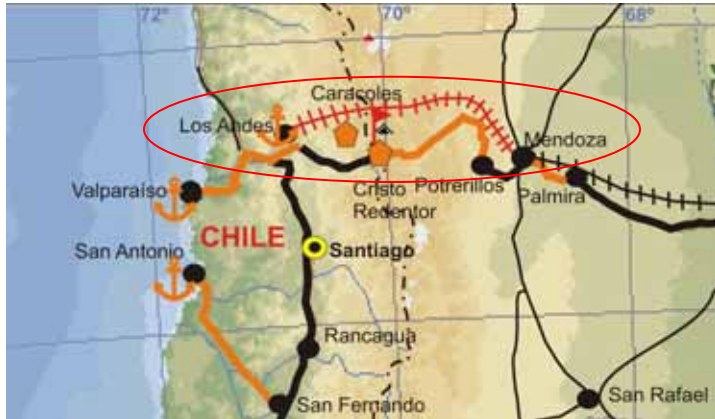 72°
70
68°
Caracoles
Los Andes
Mendoza
Valparaíso
Cristo
Redentor
Potrerillos
Palmira
CHILE
San Antonio
Santiago
Rancagua
San Fernando
San Rafael